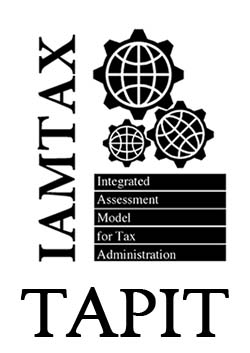 IAMTAX
Integrated
Assessment
Model
for Tax
Administration
TAPIT